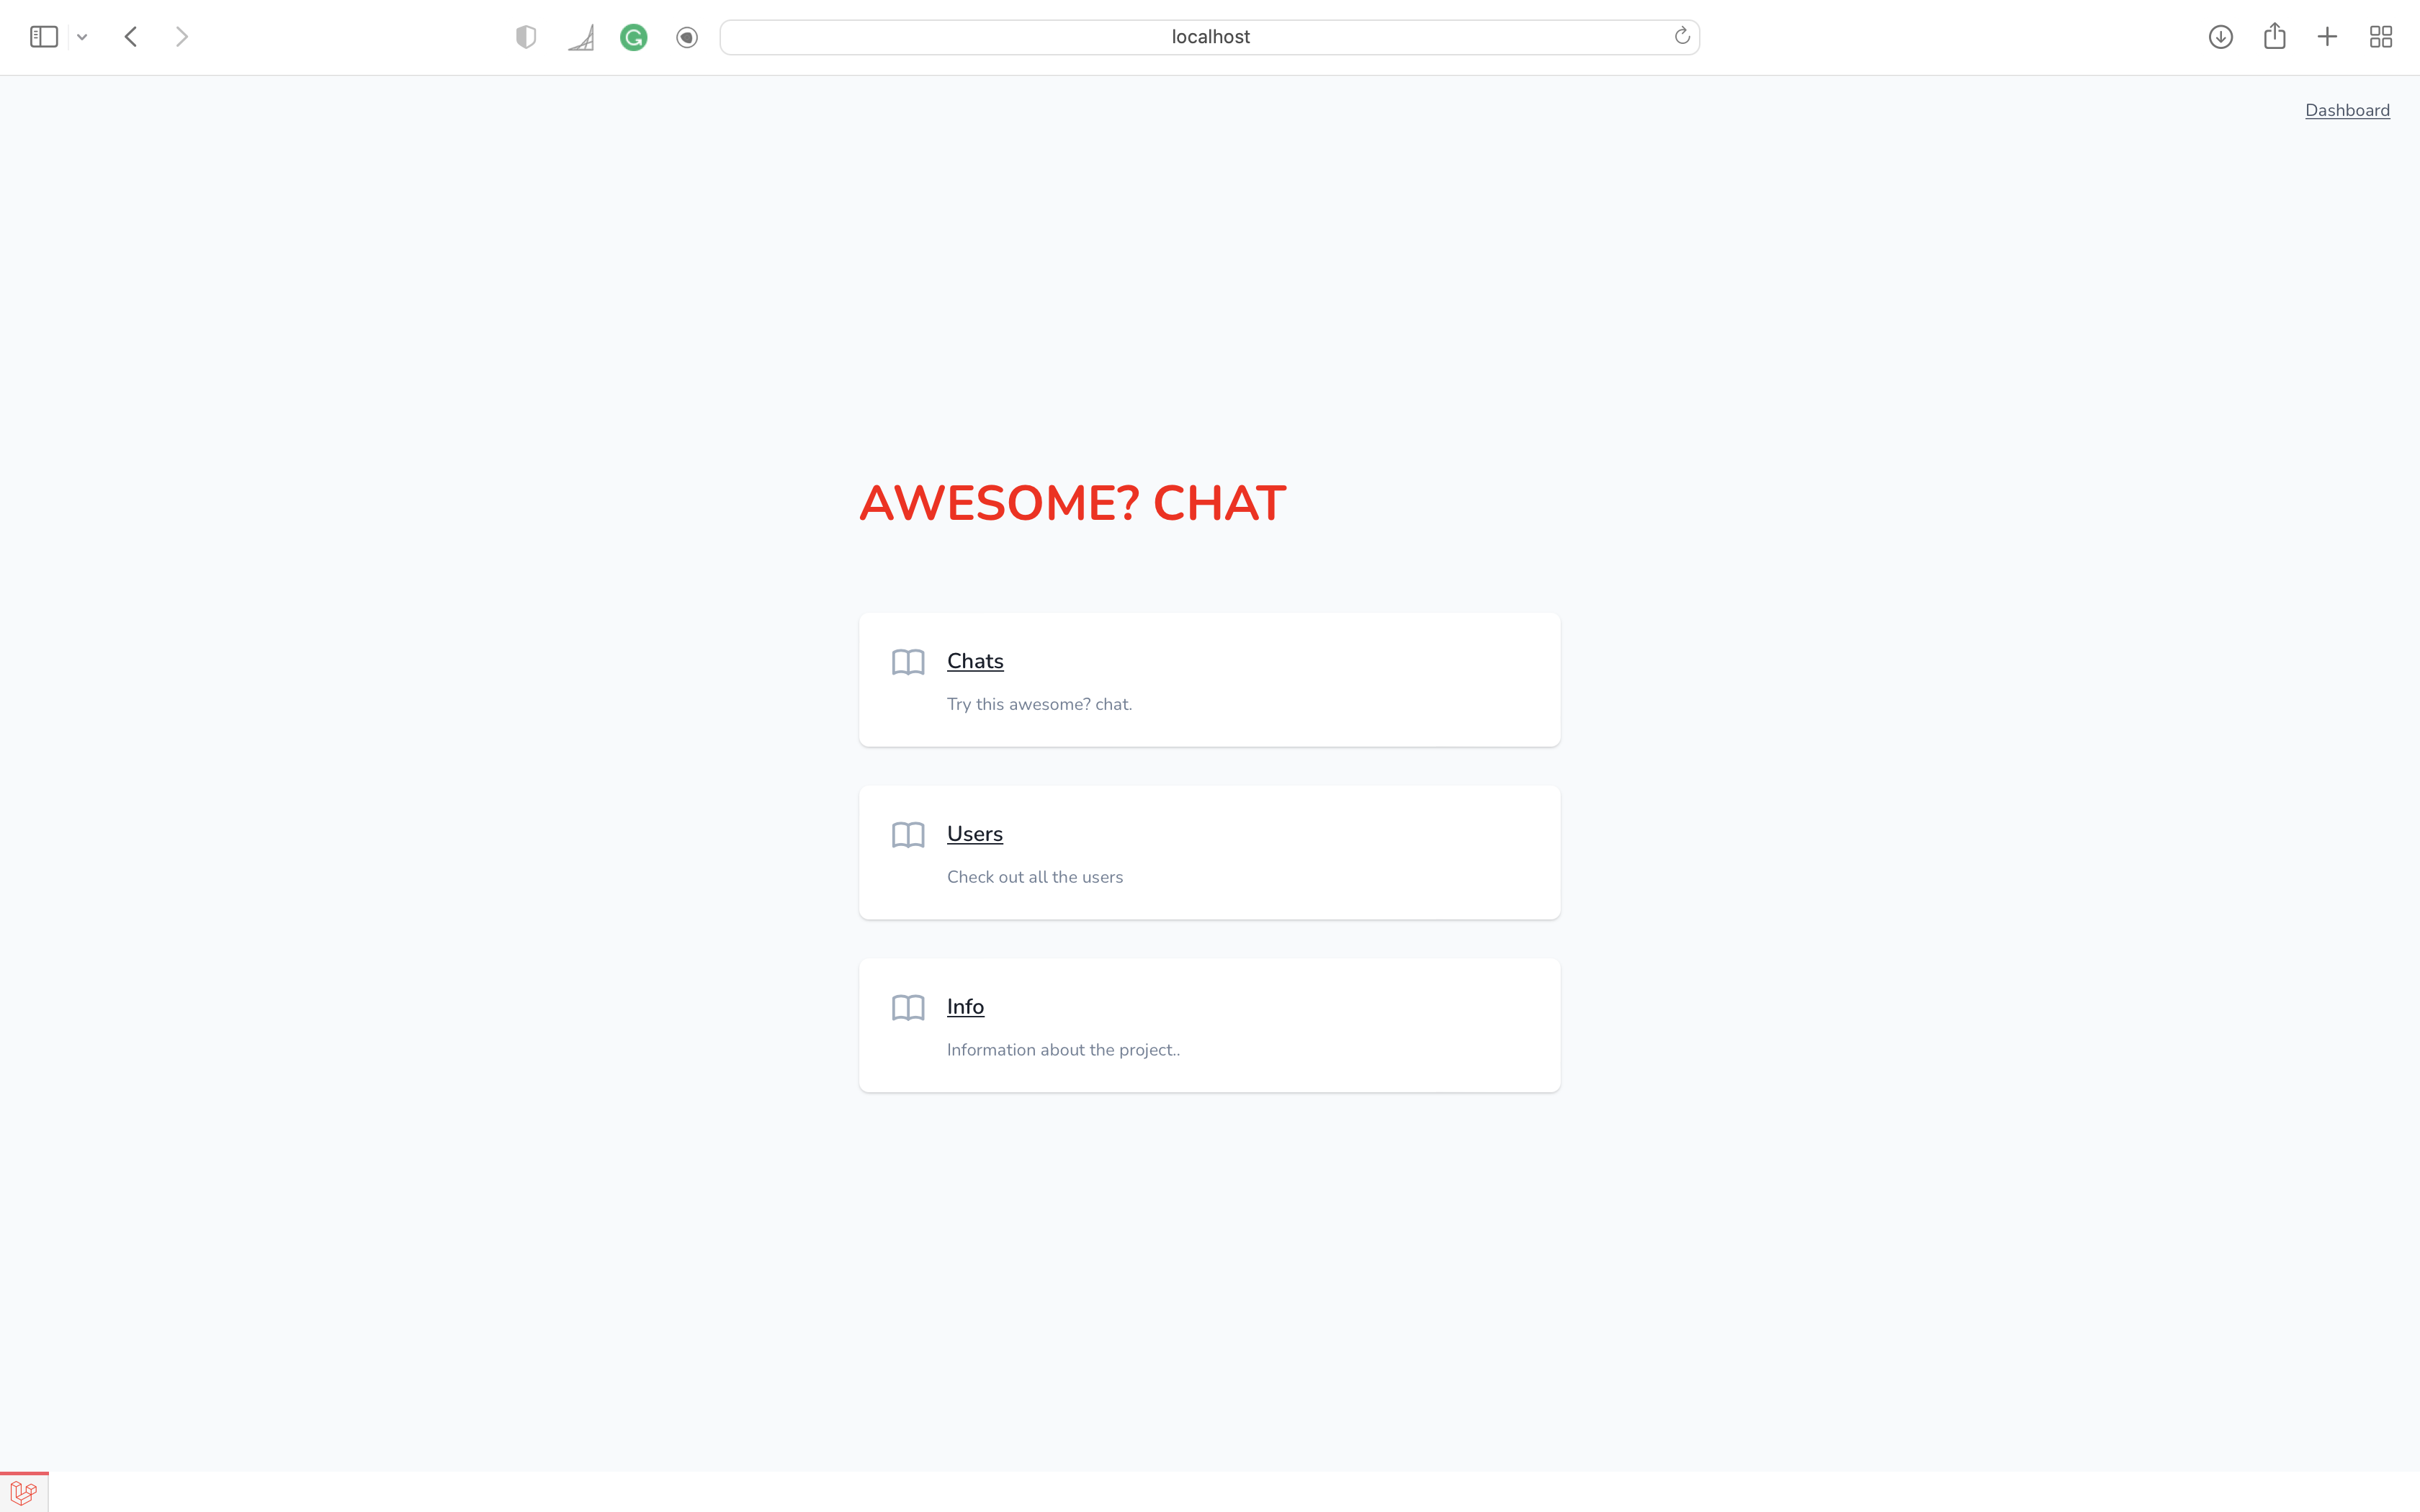 localhost
Dashboard
AWESOME? CHAT
Chats
Try this awesome? chat.
Users
Check out all the users
Info
Information about the project..